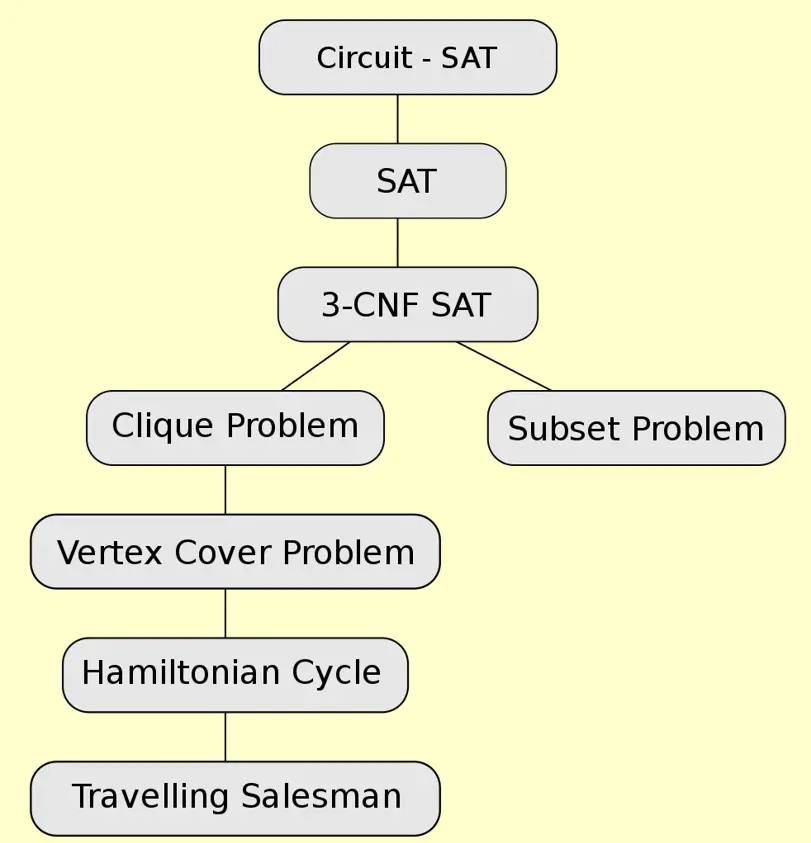 Circuit - SAT
SAT
3-CNF SAT
Clique Problem
Subset Problem
Vertex Cover Problem
Hamiltonian Cycle
Travelling Salesman